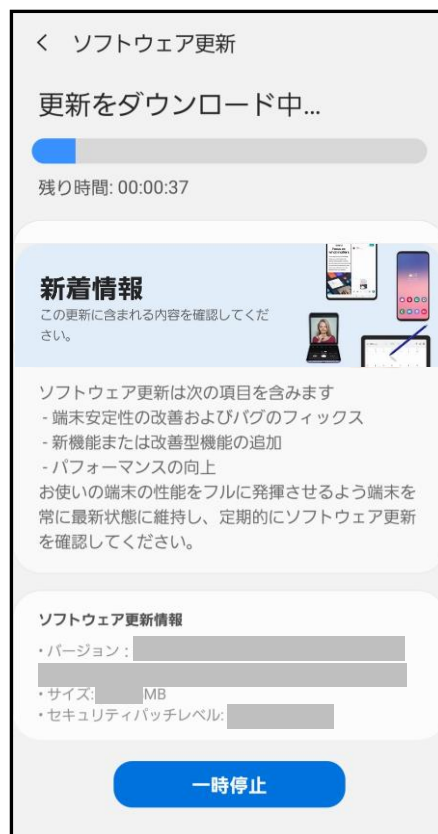 ソフトウェア更新
更新をダウンロード中...
残り時間: 00:00:37
新着情報
この更新に含まれる内容を確認してくだ
さい。
ソフトウェア更新は次の項目を含みます
- 端末安定性の改善およびバグのフィックス
- 新機能または改善型機能の追加
- パフォーマンスの向上
お使いの端末の性能をフルに発揮させるよう端末を
常に最新状態に維持し、定期的にソフトウェア更新
を確認してください。
ソフトウェア更新情報
・バージョン :
・サイズ: MB
・セキュリティパッチレベル:
一時停止